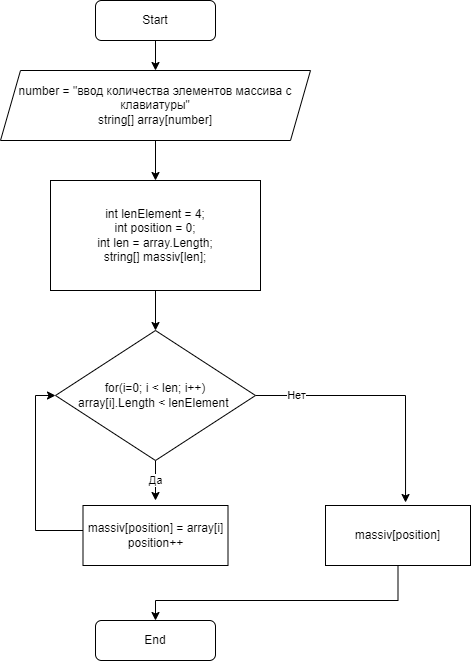 Start
number = "ввод количества элементов массива с
клавиатуры"
string[] array[number]
int lenElement = 4;
int position = 0;
int len = array.Length;
string[] massiv[len];
for(i=0; i < len; i++)
array[i].Length < lenElement
Нет
Да
massiv[position] = array[i]
position++
massiv[position]
End